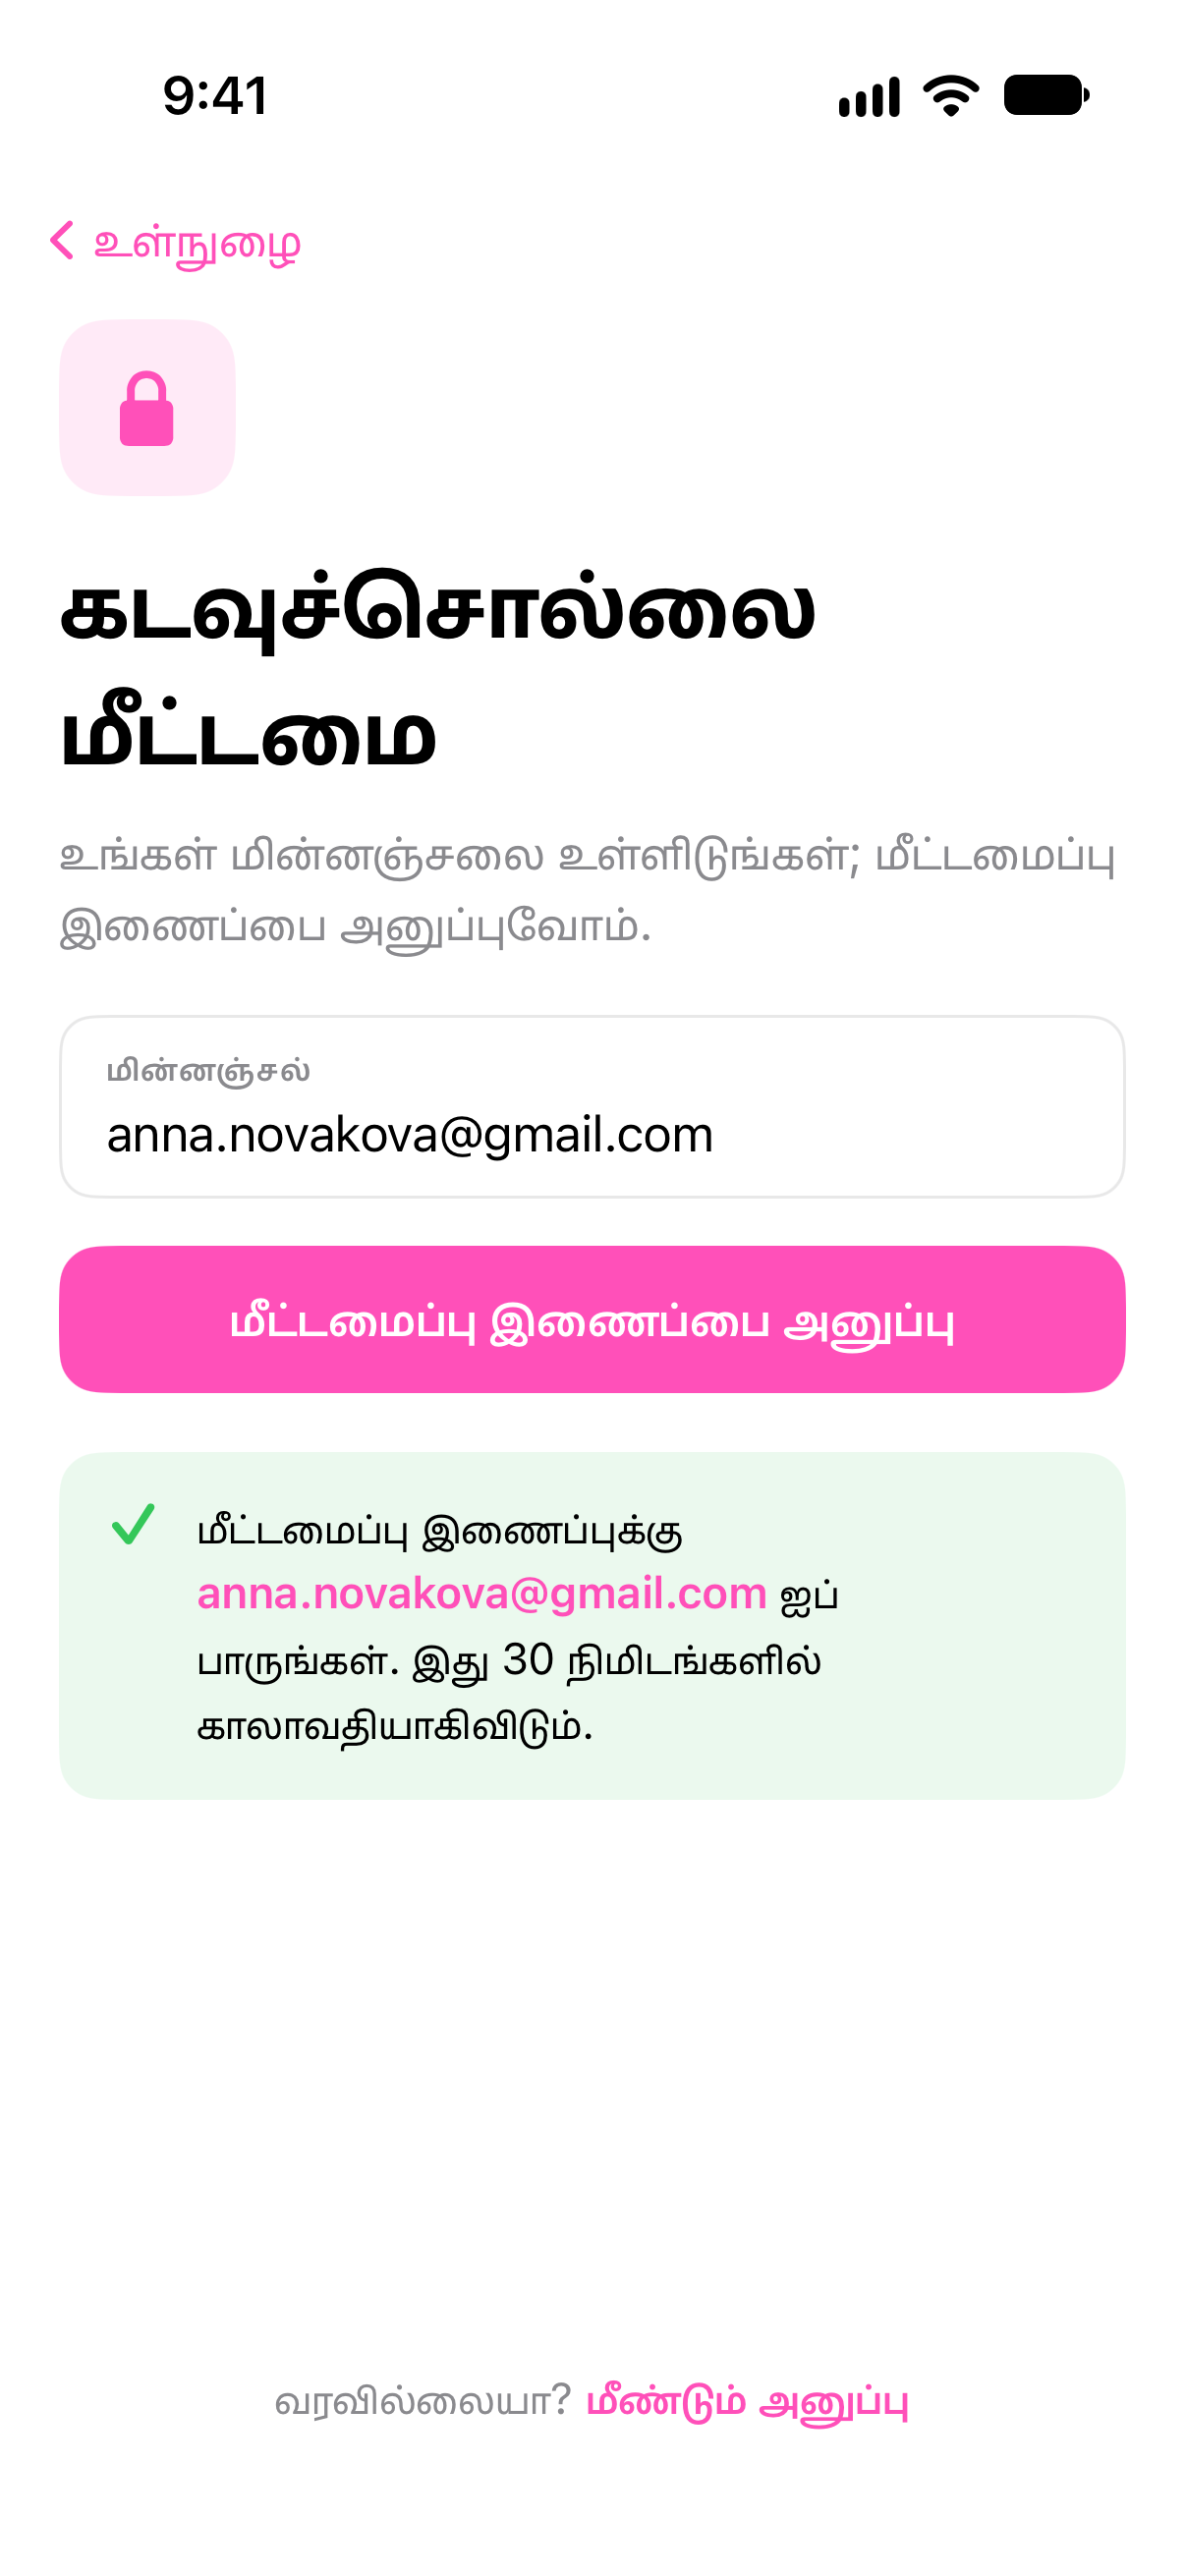 9:41
உள்நுழை
கடவுச்சொல்லை
மீட்டமை
உங்கள் மின்னஞ்சலை உள்ளிடுங்கள்; மீட்டமைப்பு
இணைப்பை அனுப்புவோம்.
மின்னஞ்சல்
anna.novakova@gmail.com
மீட்டமைப்பு இணைப்பை அனுப்பு
மீட்டமைப்பு இணைப்புக்கு
anna.novakova@gmail.com ஐப்
பாருங்கள். இது 30 நிமிடங்களில்
காலாவதியாகிவிடும்.
வரவில்லையா? மீண்டும் அனுப்பு